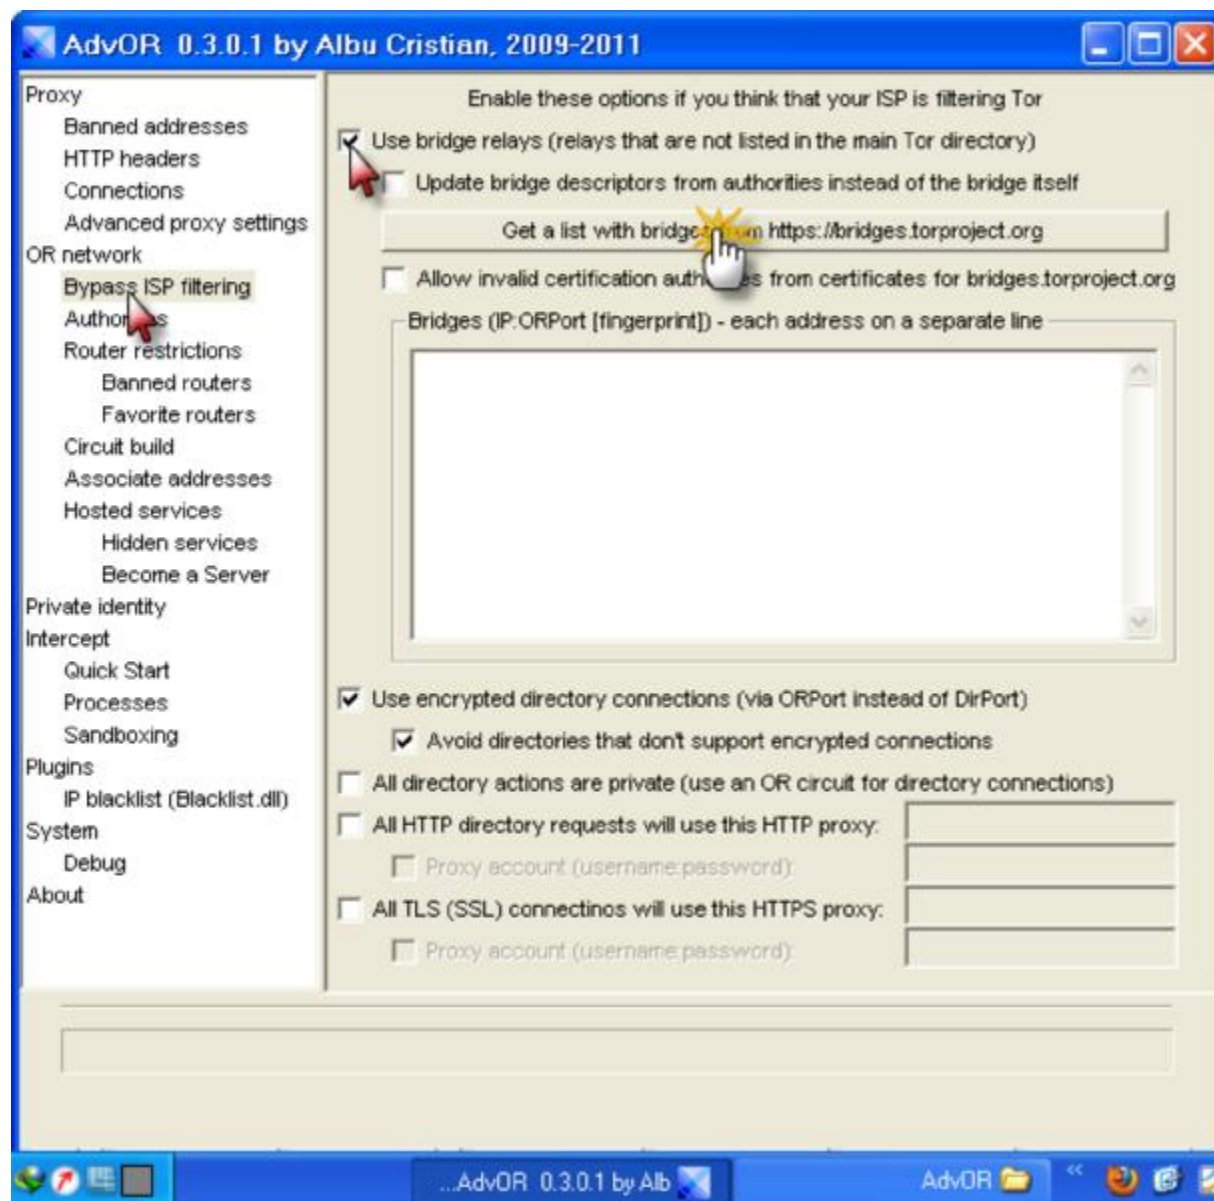 AdvOR 0.3.0.1 by Albu Cristian, 2009-2011
Proxy
Banned addresses
HTTP headers
Connections
Advanced proxy settings
OR network
Bypass ISP filtering
Router restrictions
Banned routers
Favorite routers
Circuit build
Associate addresses
Hosted services
Hidden services
Become a Server
Private identity
Intercept
Quick Start
Processes
Sandboxing
Plugins
IP blacklist (Blacklist.dll)
System
Debug
About
Enable these options if you think that your ISP is filtering Tor
Use bridge relays (relays that are not listed in the main Tor directory)
Update bridge descriptors from authorities instead of the bridge itself
Get a list with bridges from https://bridges.torproject.org
Allow invalid certification authorities from certificates for bridges.torproject.org
Bridges (IP:ORPort [fingerprint]) - each address on a separate line
Use encrypted directory connections (via ORPort instead of DirPort)
Avoid directories that don't support encrypted connections
All directory actions are private (use an OR circuit for directory connections)
All HTTP directory requests will use this HTTP proxy:
Proxy account (username:password):
All TLS (SSL) connectinos will use this HTTPS proxy:
Proxy account (username:password):
...AdvOR 0.3.0.1 by Alb
AdvOR